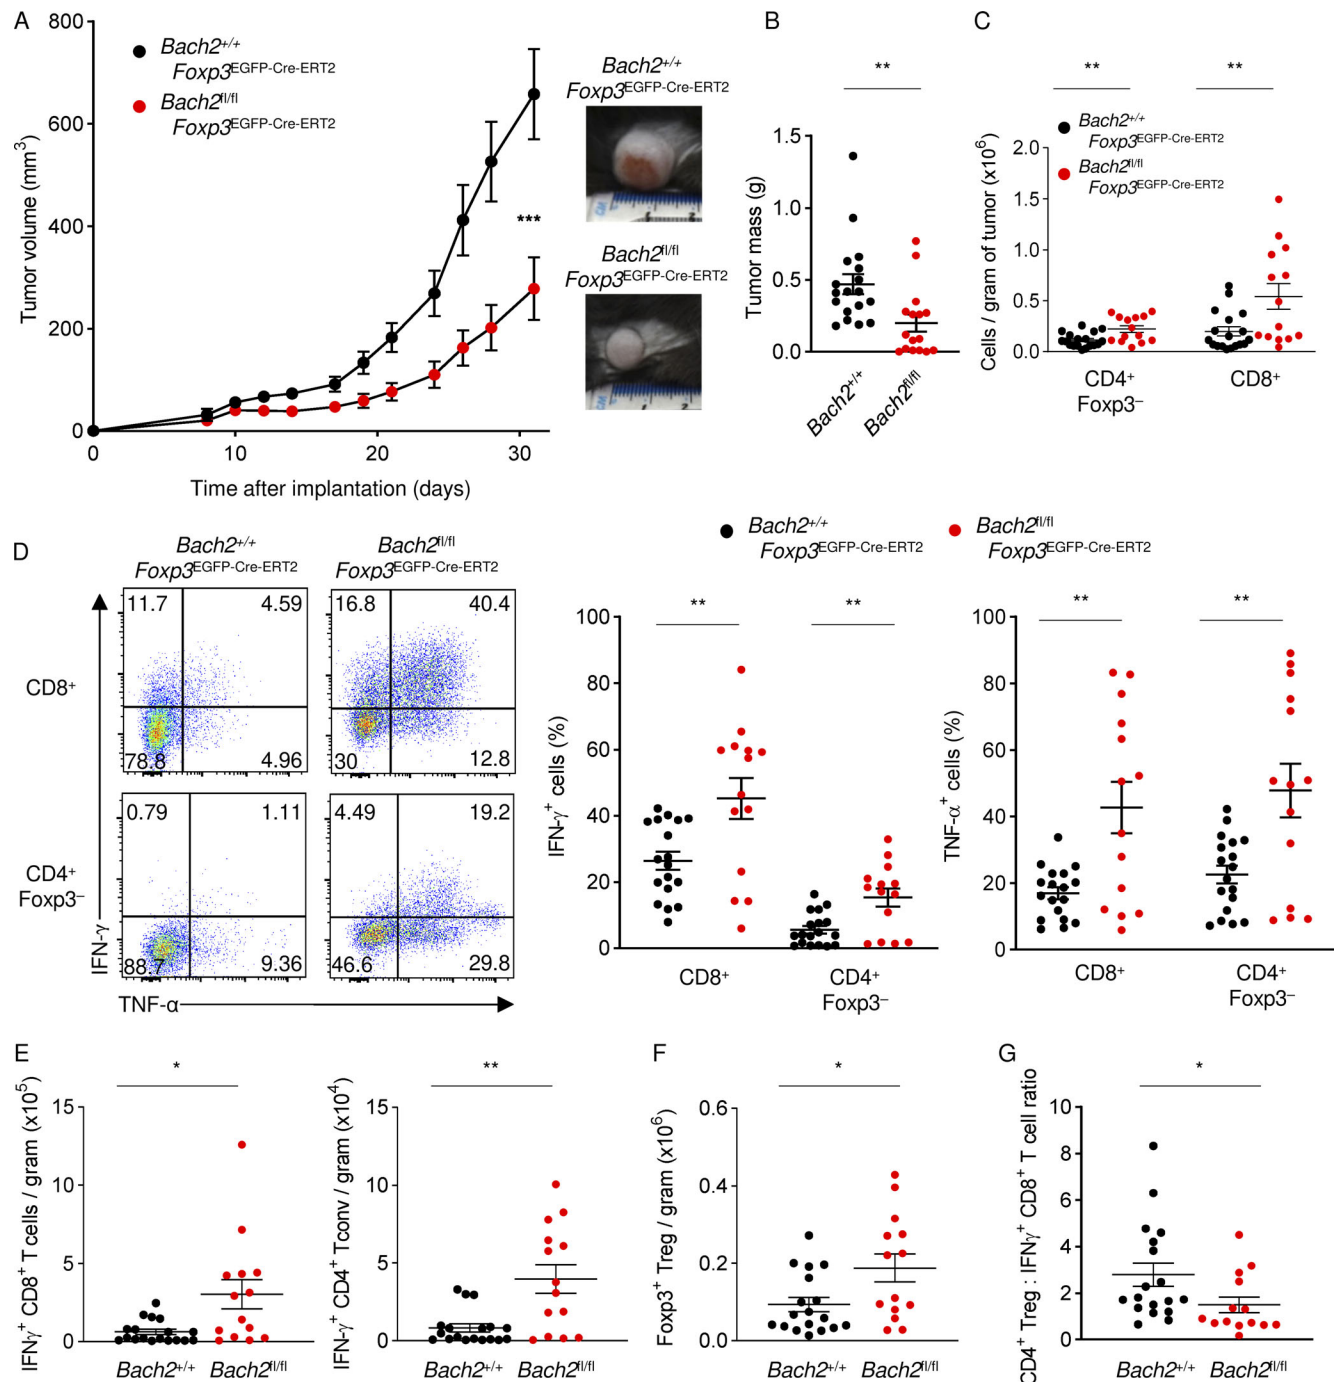 A
800
600
400
200
0
Tumor volume (mm³)
0
10
20
30
Time after implantation (days)
Bach2+/+
Foxp3EGFP-Cre-ERT2
Bach2fl/fl
Foxp3EGFP-Cre-ERT2
***
Bach2+/+
Foxp3EGFP-Cre-ERT2
Bach2fl/fl
Foxp3EGFP-Cre-ERT2
B
**
1.5
1.0
0.5
0.0
Tumor mass (g)
Bach2+/+
Bach2fl/fl
C
**
**
Bach2+/+
Foxp3EGFP-Cre-ERT2
Bach2fl/fl
Foxp3EGFP-Cre-ERT2
2.0
1.5
1.0
0.5
0.0
Cells / gram of tumor (x10⁶)
CD4+
Foxp3–
CD8+
D
Bach2+/+
Foxp3EGFP-Cre-ERT2
Bach2fl/fl
Foxp3EGFP-Cre-ERT2
CD8+
11.7
4.59
78.8
4.96
16.8
40.4
30
12.8
CD4+
Foxp3–
0.79
1.11
88.7
9.36
4.49
19.2
46.6
29.8
IFN-γ
TNF-α
Bach2+/+
Foxp3EGFP-Cre-ERT2
Bach2fl/fl
Foxp3EGFP-Cre-ERT2
**
**
100
80
60
40
20
0
IFN-γ+ cells (%)
CD8+
CD4+
Foxp3–
**
**
100
80
60
40
20
0
TNF-α+ cells (%)
CD8+
CD4+
Foxp3–
E
*
15
10
5
0
IFNγ+ CD8+ T cells / gram (x10⁵)
Bach2+/+
Bach2fl/fl
**
15
10
5
0
IFN-γ+ CD4+ Tconv / gram (x10⁴)
Bach2+/+
Bach2fl/fl
F
*
0.6
0.4
0.2
0.0
Foxp3+ Treg / gram (x10⁶)
Bach2+/+
Bach2fl/fl
G
*
10
8
6
4
2
0
CD4+ Treg : IFNγ+ CD8+ T cell ratio
Bach2+/+
Bach2fl/fl